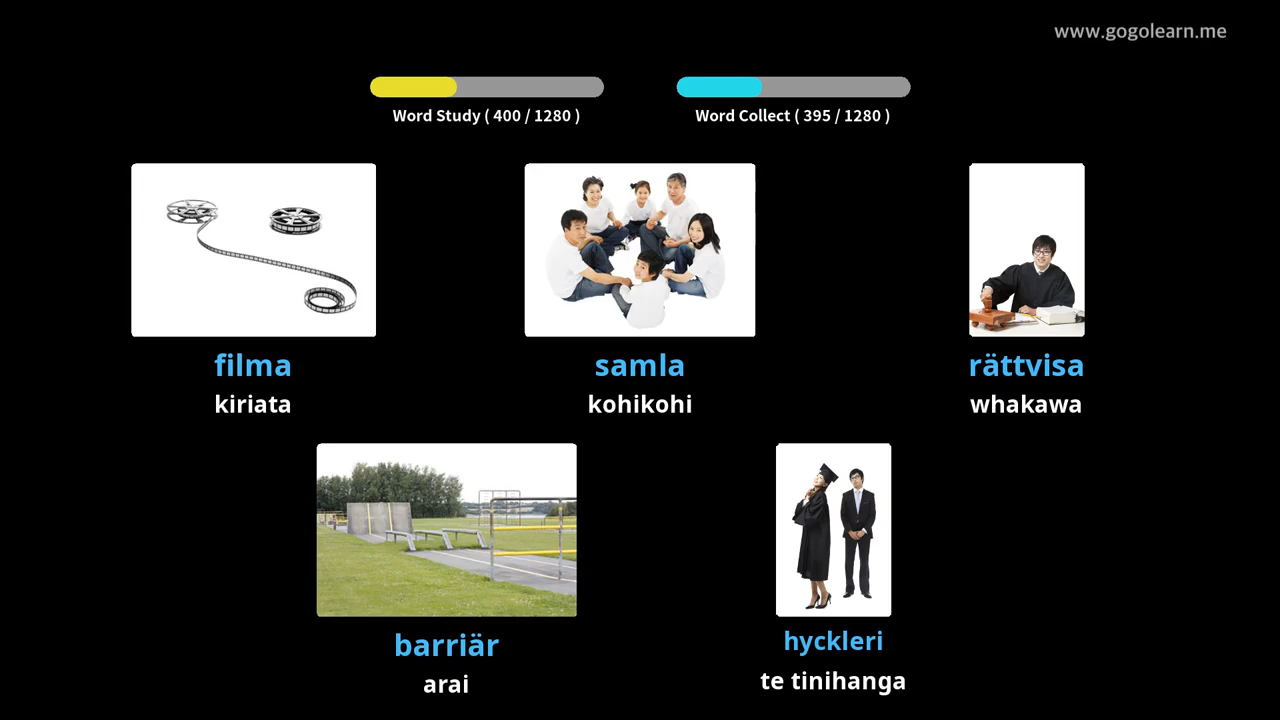 www.gogolearn.me
Word Study ( 400 / 1280 )
Word Collect ( 395 / 1280 )
filma
kiriata
samla
kohikohi
rättvisa
whakawa
barriär
arai
hyckleri
te tinihanga